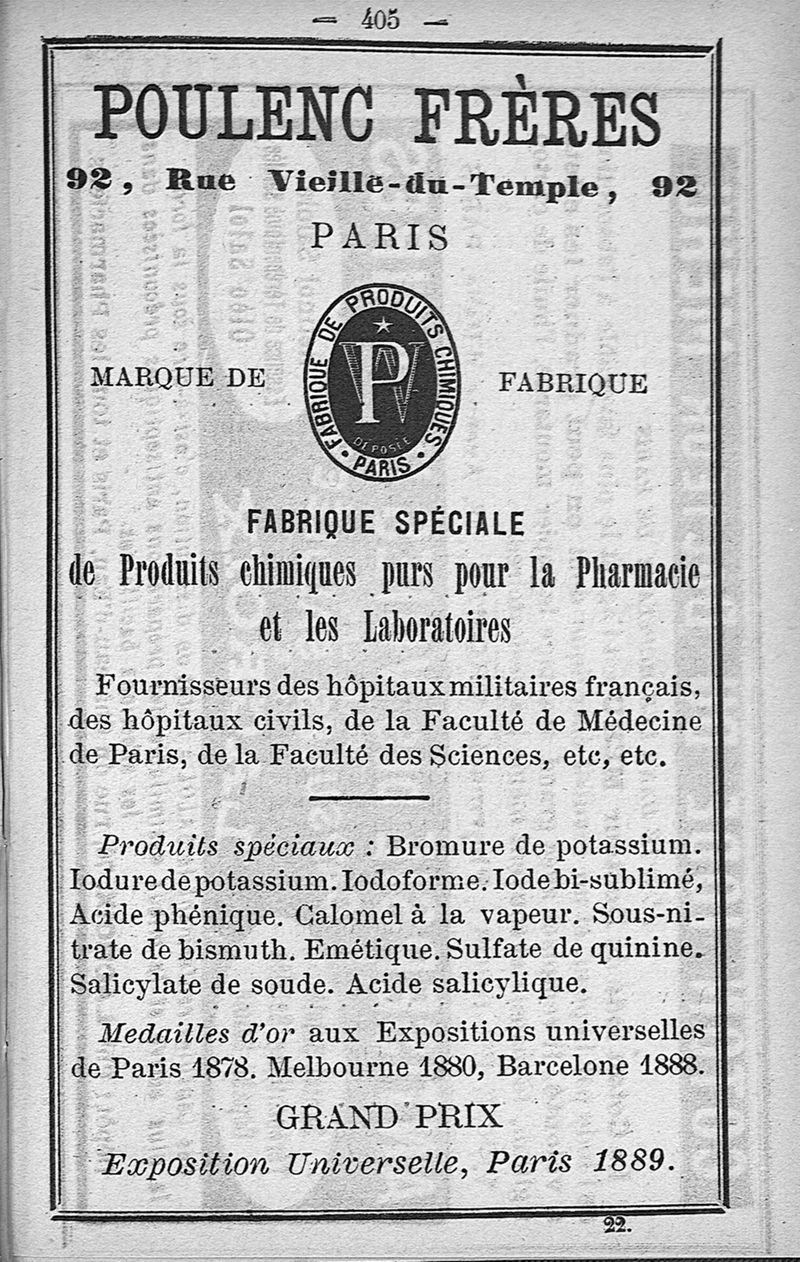 — 405 —
POULENC FRÈRES
92, Rue Vieille-du-Temple, 92
PARIS
MARQUE DE
FABRIQUE DE PRODUITS CHIMIQUES
PW
DÉPOSÉE
• PARIS •
FABRIQUE
FABRIQUE SPÉCIALE
de Produits chimiques purs pour la Pharmacie
et les Laboratoires
Fournisseurs des hôpitaux militaires français,
des hôpitaux civils, de la Faculté de Médecine
de Paris, de la Faculté des Sciences, etc, etc.
Produits spéciaux : Bromure de potassium.
Iodure de potassium. Iodoforme. Iode bi-sublimé,
Acide phénique. Calomel à la vapeur. Sous-ni-
trate de bismuth. Emétique. Sulfate de quinine.
Salicylate de soude. Acide salicylique.
Medailles d'or aux Expositions universelles
de Paris 1878. Melbourne 1880, Barcelone 1888.
GRAND PRIX
Exposition Universelle, Paris 1889.
22.